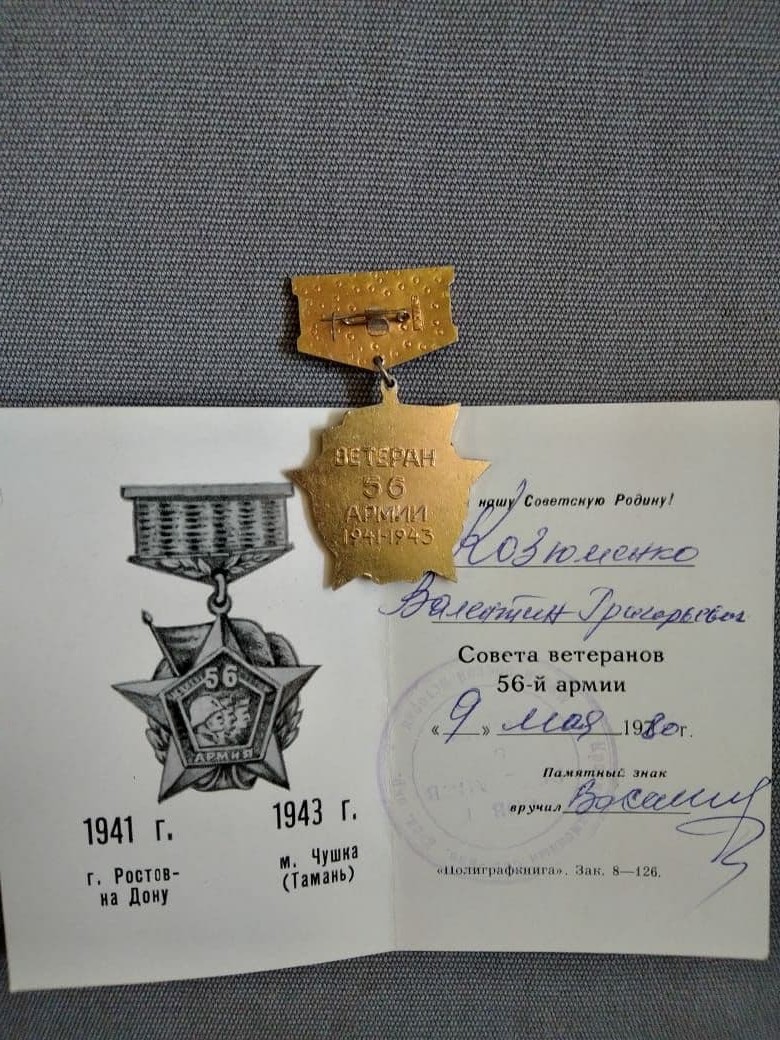 ВЕТЕРАН
56
АРМИИ
1941-1943
56
АРМИЯ
1941 г.
г. Ростов-
на Дону
1943 г.
м. Чушка
(Тамань)
нашу Советскую Родину!
Козюменко
Валентин Григорьевич
Совета ветеранов
56-й армии
«9» мая 1980г.
Памятный знак
вручил
«Полиграфкнига». Зак. 8—126.